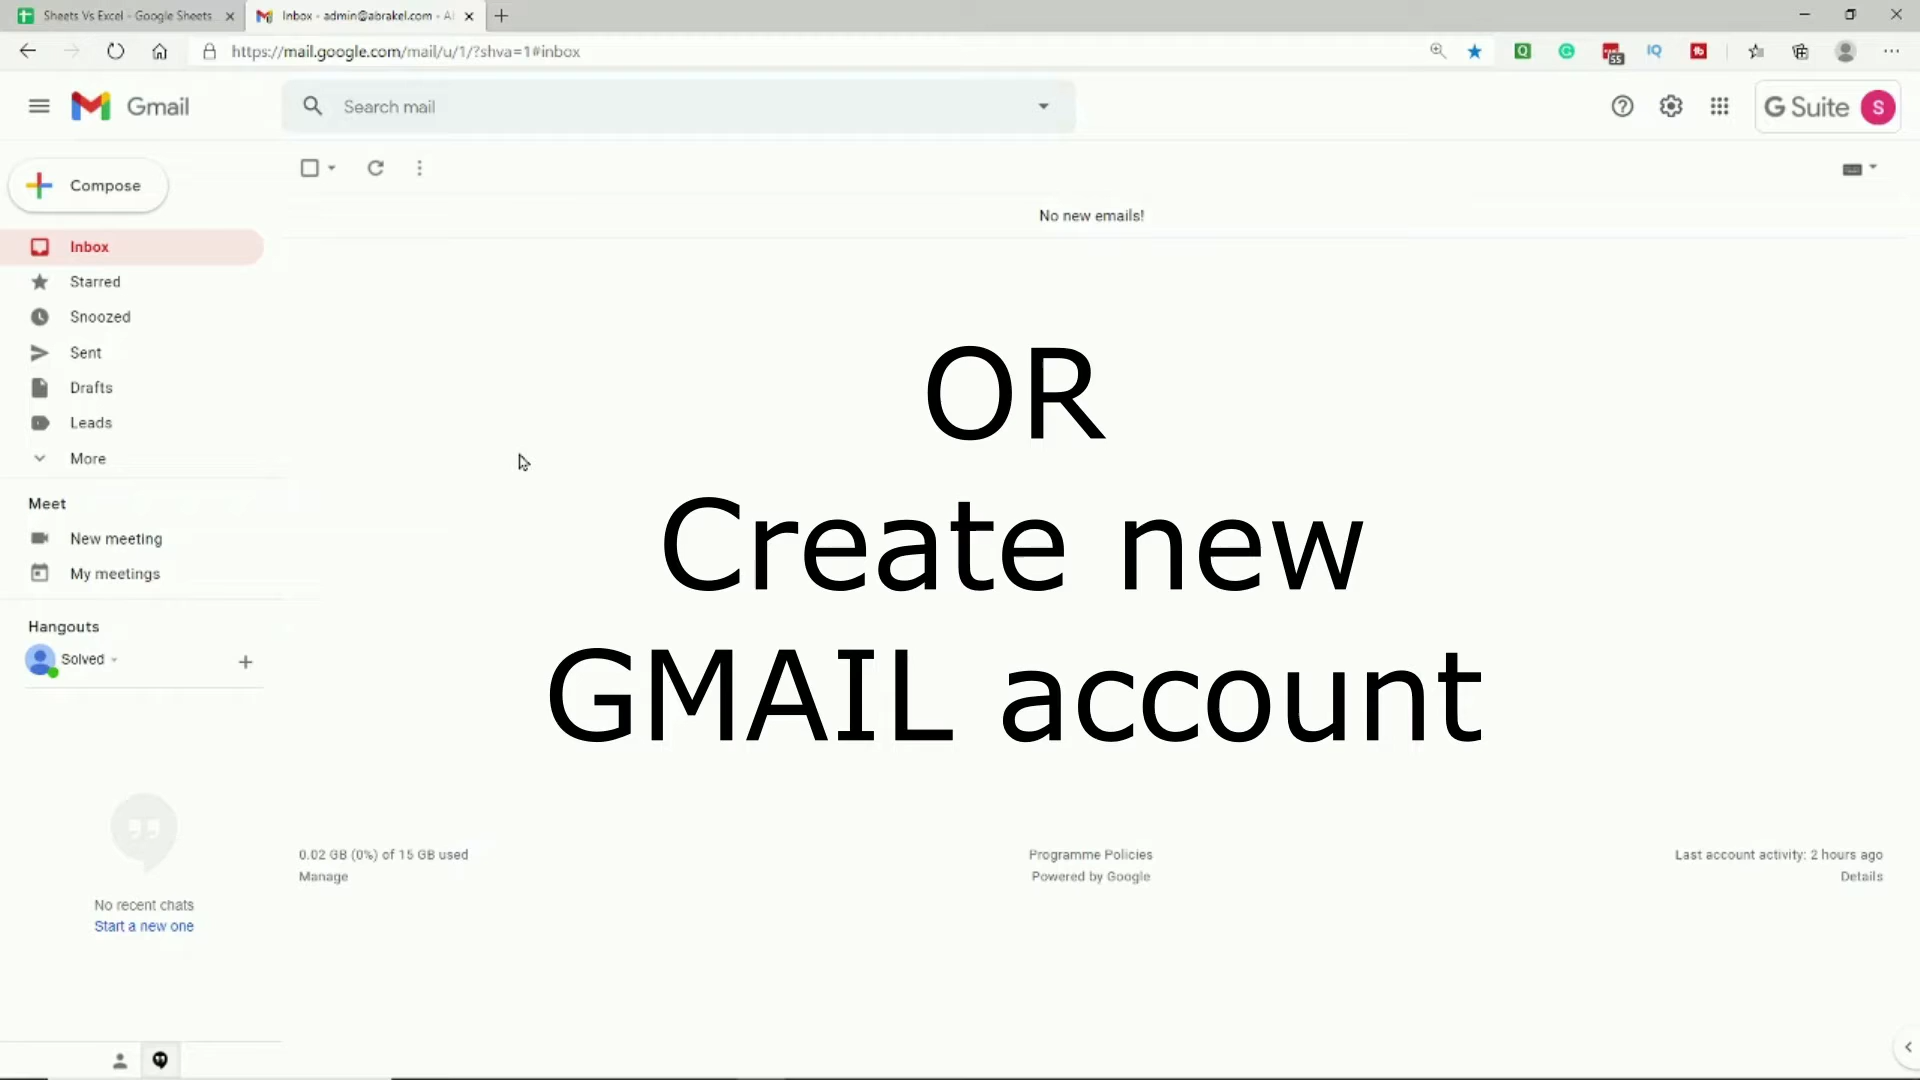 Sheets Vs Excel - Google Sheets
Inbox - admin@abrakel.com - A
https://mail.google.com/mail/u/1/?shva=1#inbox
55
IQ
Gmail
Search mail
G Suite S
Compose
No new emails!
Inbox
Starred
Snoozed
Sent
Drafts
Leads
More
Meet
New meeting
My meetings
Hangouts
Solved
OR
Create new
GMAIL account
0.02 GB (0%) of 15 GB used
Manage
Programme Policies
Powered by Google
Last account activity: 2 hours ago
Details
No recent chats
Start a new one